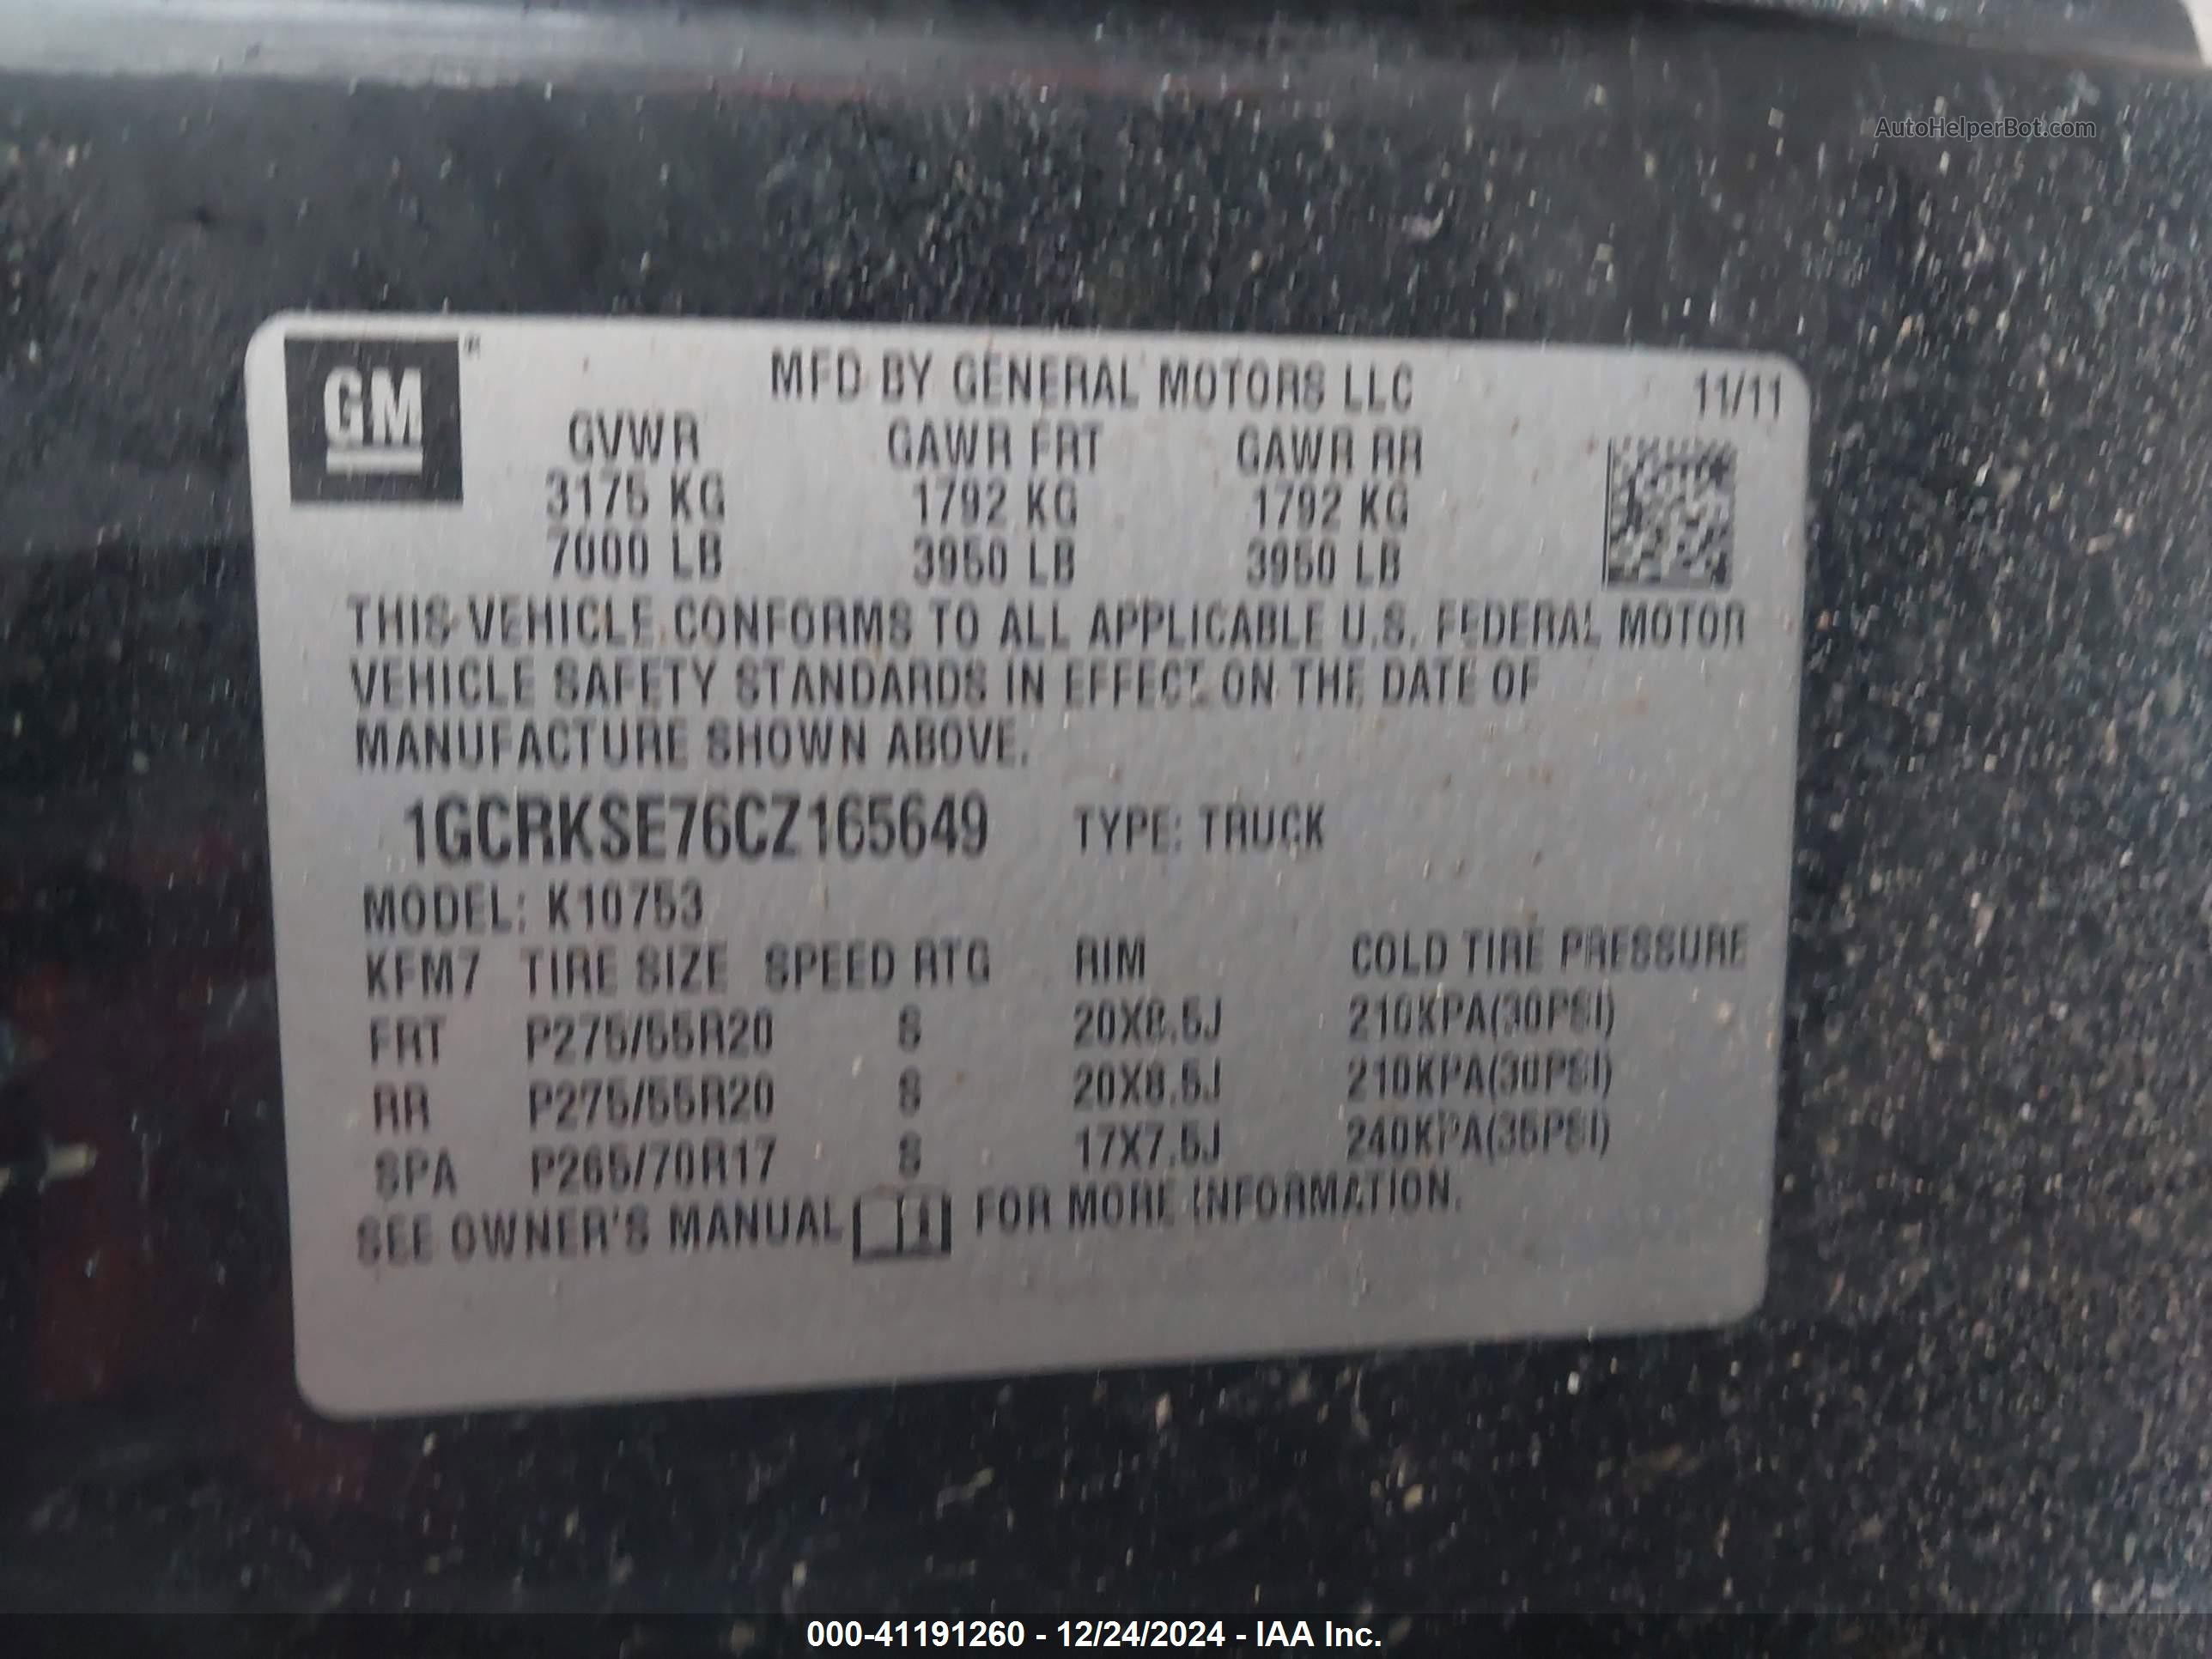 AutoHelperBot.com
GM
MFD BY GENERAL MOTORS LLC 11/11
GVWR GAWR FRT GAWR RR
3175 KG 1792 KG 1792 KG
7000 LB 3950 LB 3950 LB
THIS VEHICLE CONFORMS TO ALL APPLICABLE U.S. FEDERAL MOTOR
VEHICLE SAFETY STANDARDS IN EFFECT ON THE DATE OF
MANUFACTURE SHOWN ABOVE.
1GCRKSE76CZ165649 TYPE: TRUCK
MODEL: K10753
KFM7 TIRE SIZE SPEED RTG RIM COLD TIRE PRESSURE
FRT P275/55R20 S 20X8.5J 210KPA(30PSI)
RR P275/55R20 S 20X8.5J 210KPA(30PSI)
SPA P265/70R17 S 17X7.5J 240KPA(35PSI)
SEE OWNER'S MANUAL FOR MORE INFORMATION.
000-41191260 - 12/24/2024 - IAA Inc.